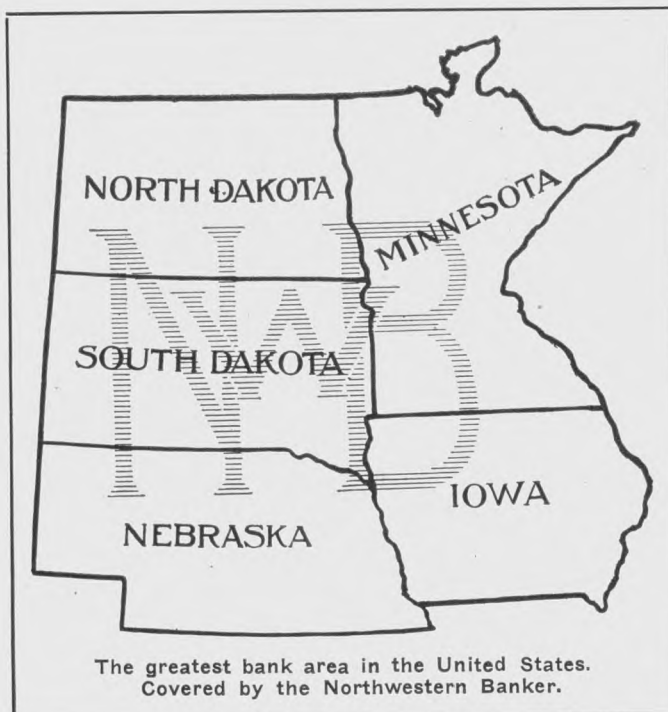 NORTH DAKOTA
MINNESOTA
NWB
SOUTH DAKOTA
IOWA
NEBRASKA
The greatest bank area in the United States.
Covered by the Northwestern Banker.